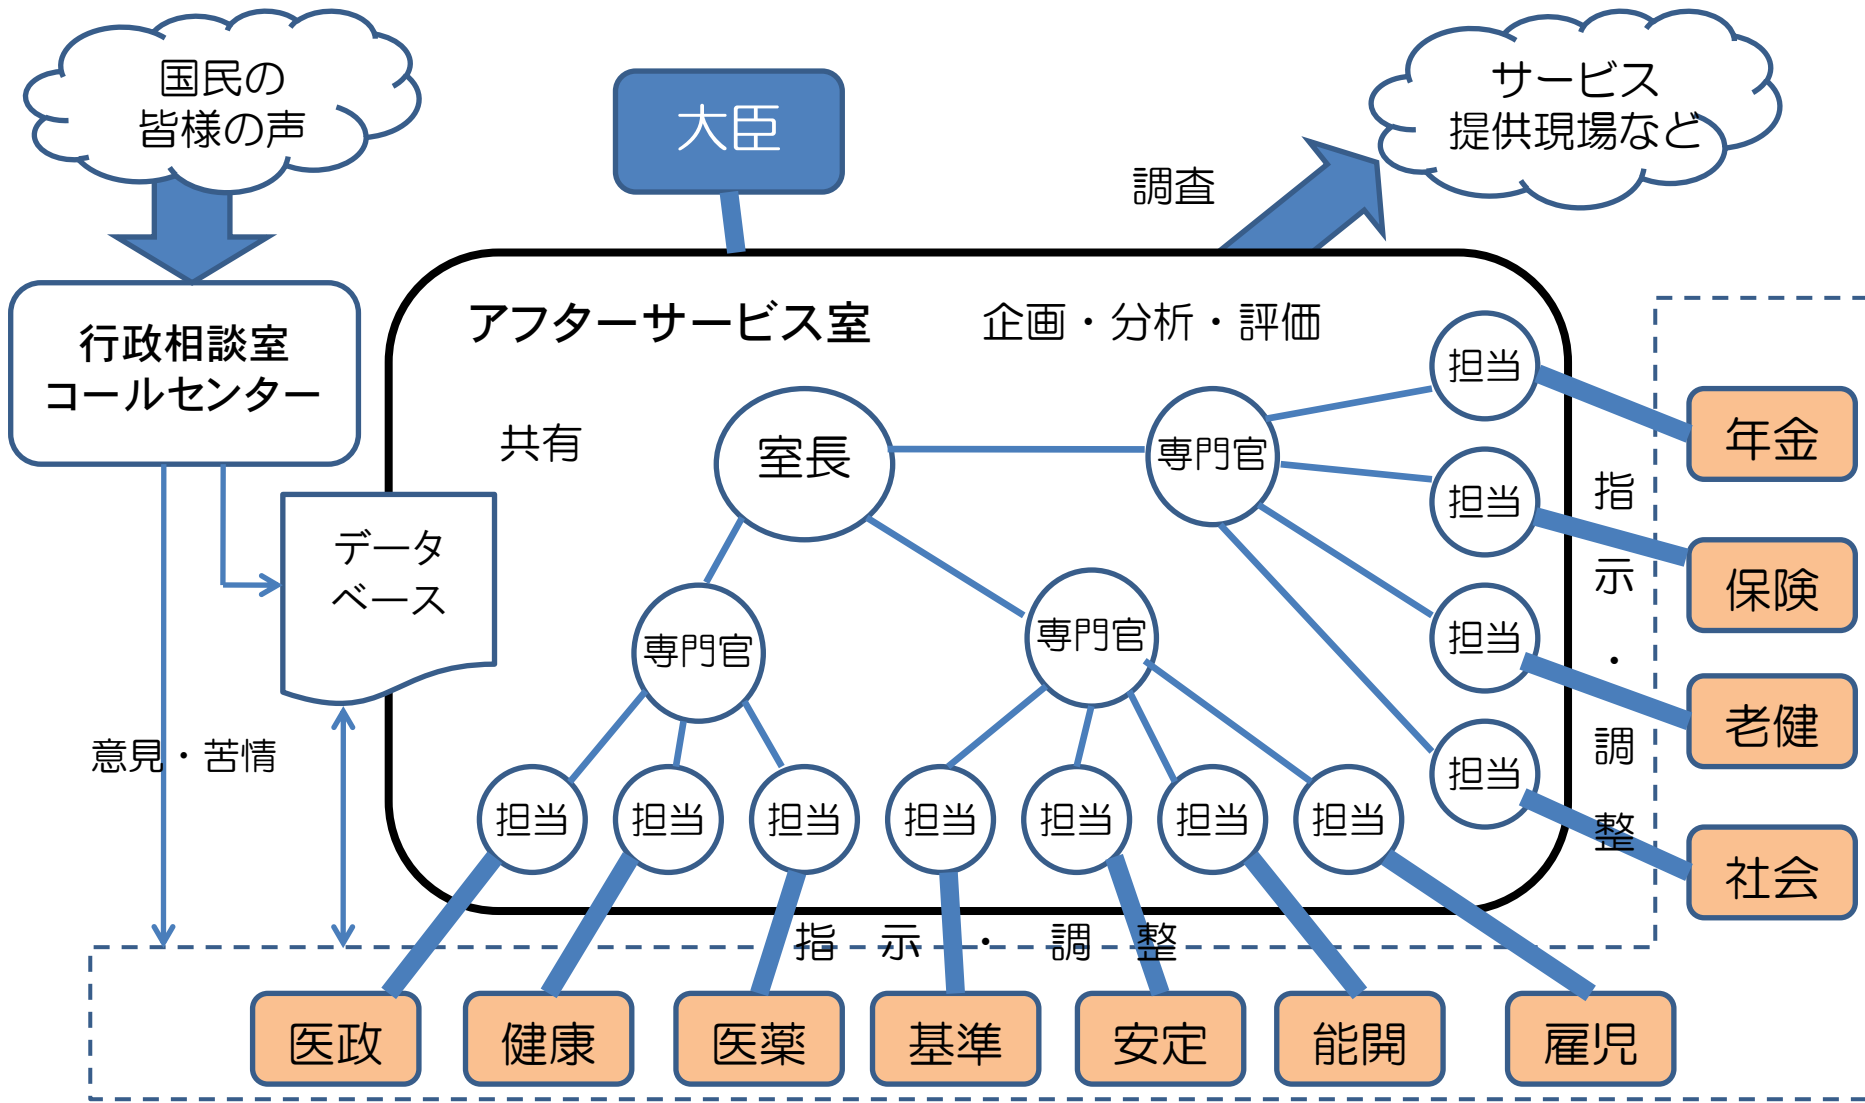 国民の
皆様の声
大臣
サービス
提供現場など
調査
行政相談室
コールセンター
アフターサービス室
企画・分析・評価
共有
室長
専門官
担当
担当
担当
担当
年金
保険
老健
社会
指示・調整
データ
ベース
専門官
専門官
意見・苦情
担当
担当
担当
担当
担当
担当
担当
指示・調整
医政
健康
医薬
基準
安定
能開
雇児